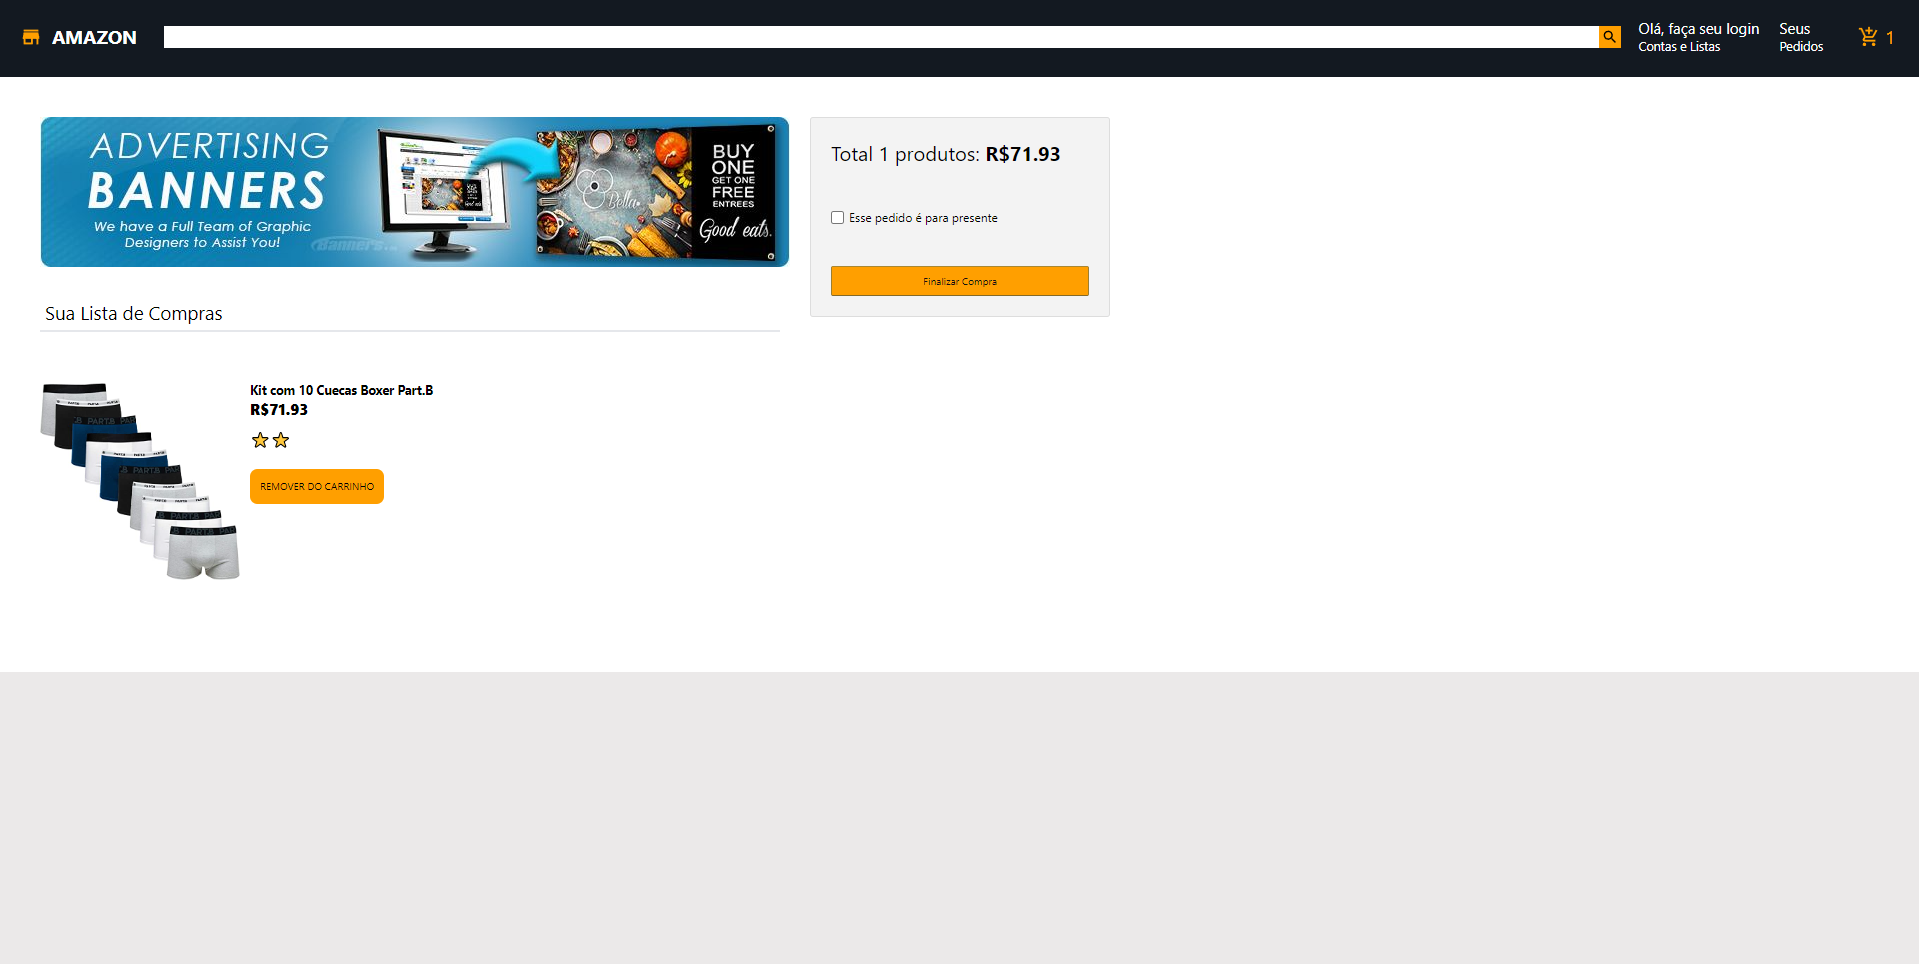 AMAZON
Olá, faça seu login
Contas e Listas
Seus
Pedidos
1
ADVERTISING
BANNERS
We have a Full Team of Graphic
Designers to Assist You!
Banners...
Bella
BUY
ONE
GET ONE
FREE
ENTREES
Good eats.
Total 1 produtos: R$71.93
Esse pedido é para presente
Finalizar Compra
Sua Lista de Compras
Kit com 10 Cuecas Boxer Part.B
R$71.93
REMOVER DO CARRINHO
PART.B